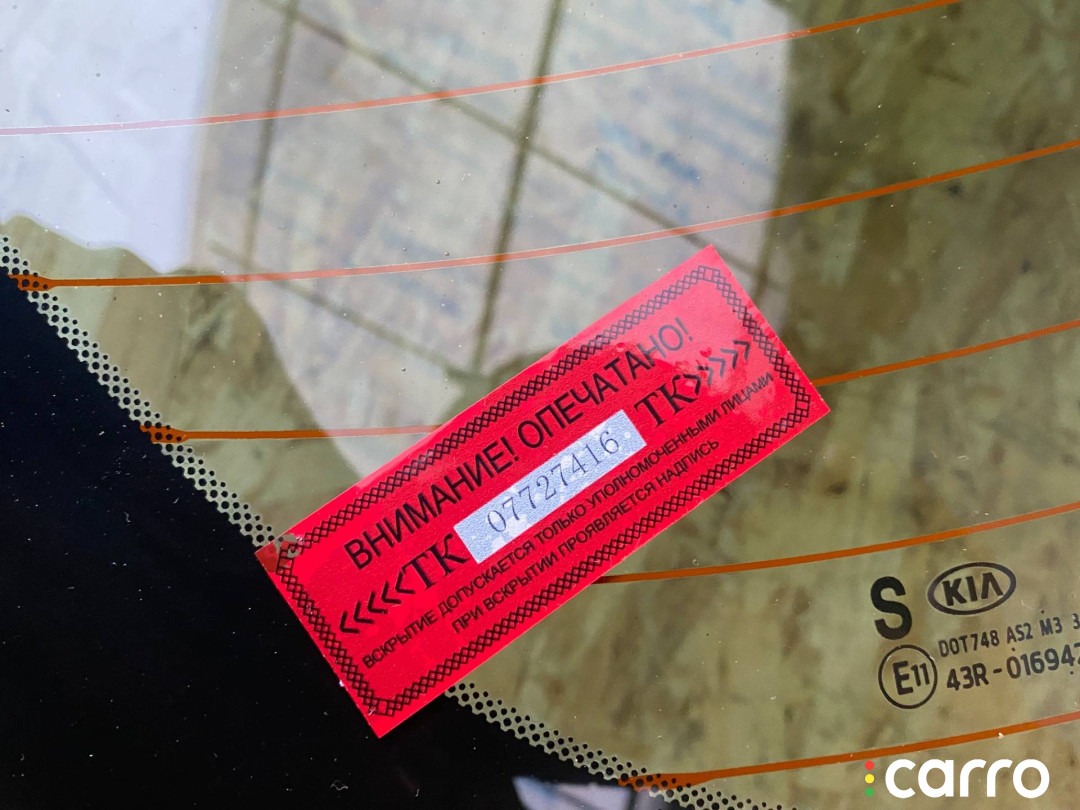 ВНИМАНИЕ! ОПЕЧАТАНО!
<<<<<ТК 07727416 ТК>>>>>
ВСКРЫТИЕ ДОПУСКАЕТСЯ ТОЛЬКО УПОЛНОМОЧЕННЫМИ ЛИЦАМИ
ПРИ ВСКРЫТИИ ПРОЯВЛЯЕТСЯ НАДПИСЬ
S KIA
DOT748 AS2 M3
E11 43R-016942
carro